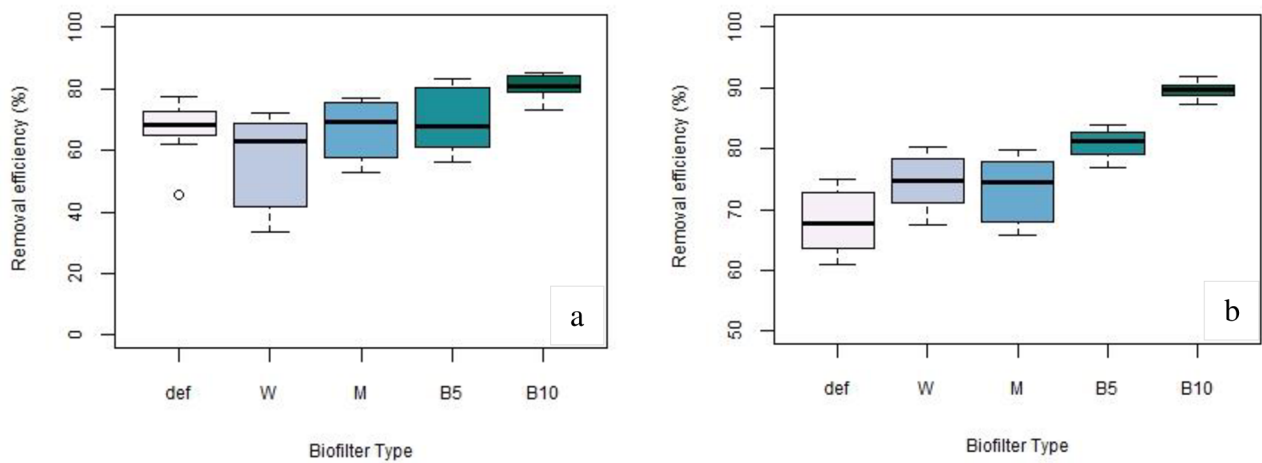 Removal efficiency (%)
100
80
60
40
20
0
def W M B5 B10
Biofilter Type
a
Removal efficiency (%)
100
90
80
70
60
50
def W M B5 B10
Biofilter Type
b